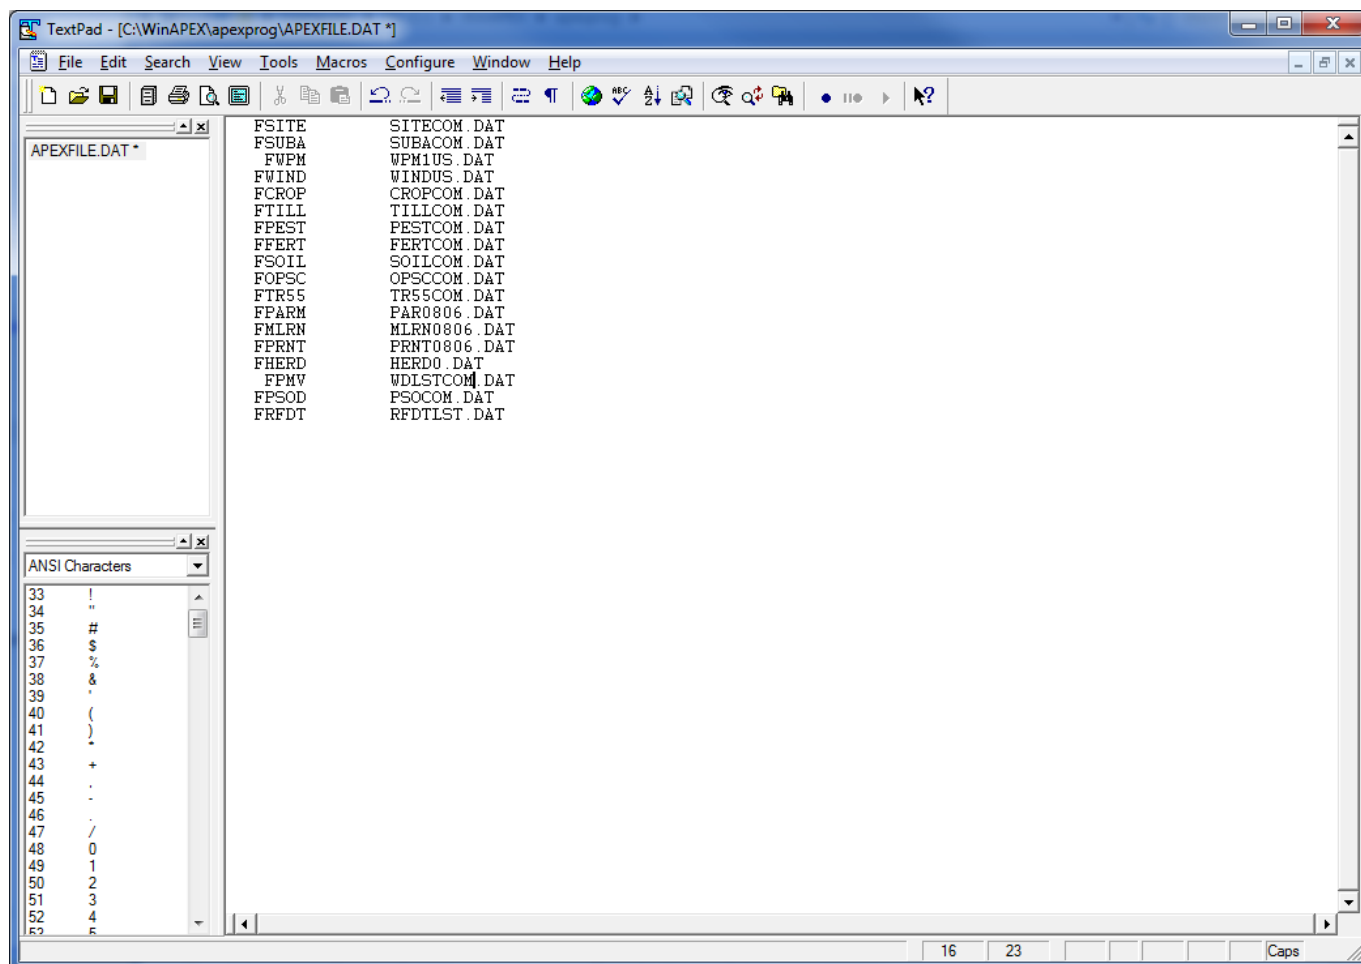 TextPad - [C:\WinAPEX\apexprog\APEXFILE.DAT *]
File Edit Search View Tools Macros Configure Window Help
APEXFILE.DAT *
FSITE SITECOM.DAT
FSUBA SUBACOM.DAT
FWPM WPM1US.DAT
FWIND WINDUS.DAT
FCROP CROPCOM.DAT
FTILL TILLCOM.DAT
FPEST PESTCOM.DAT
FFERT FERTCOM.DAT
FSOIL SOILCOM.DAT
FOPSC OPSCCOM.DAT
FTR55 TR55COM.DAT
FPARM PAR0806.DAT
FMLRN MLRN0806.DAT
FPRNT PRNT0806.DAT
FHERD HERD0.DAT
FPMV WDLSTCOM.DAT
FPSOD PSOCOM.DAT
FRFDT RFDTLST.DAT
ANSI Characters
33 !
34 "
35 #
36 $
37 %
38 &
39 '
40 (
41 )
42 *
43 +
44 ,
45 -
46 .
47 /
48 0
49 1
50 2
51 3
52 4
53 5
16 23 Caps